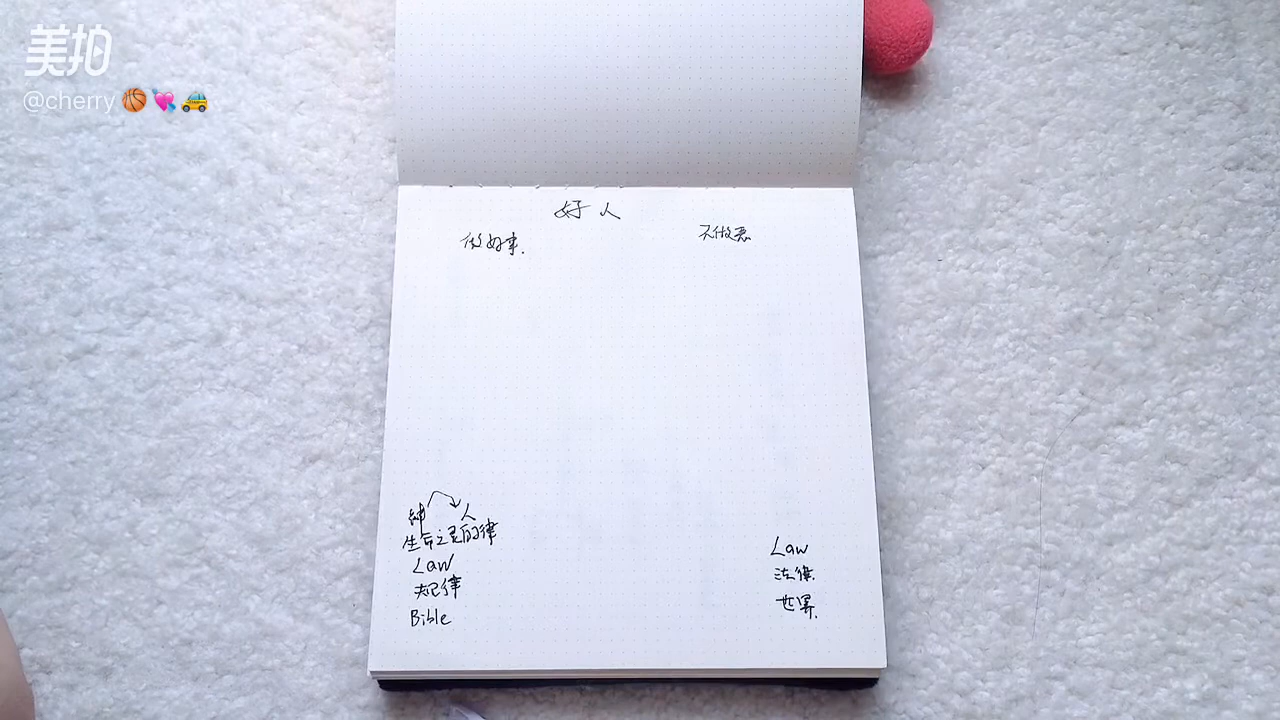 美拍
@cherry 🏀💘🚕
好人
做好事.
不做恶
神 人
生命之灵的律
Law
规律
Bible
Law
法律.
世界.